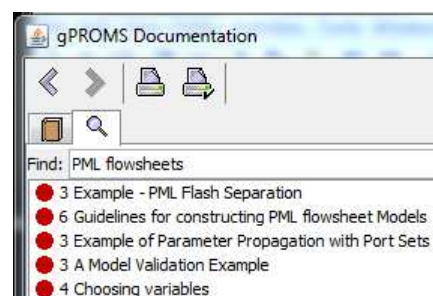 gPROMS Documentation
Find: PML flowsheets
3 Example - PML Flash Separation
6 Guidelines for constructing PML flowsheet Models
3 Example of Parameter Propagation with Port Sets
3 A Model Validation Example
4 Choosing variables